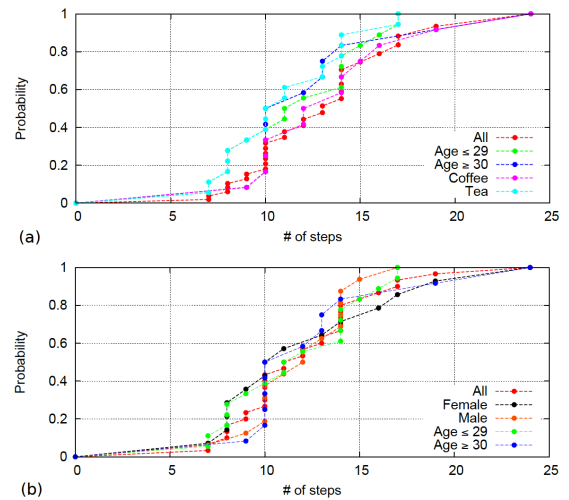 1
0.8
0.6
0.4
0.2
0
Probability
All
Age ≤ 29
Age ≥ 30
Coffee
Tea
0 5 10 15 20 25
(a)
# of steps
1
0.8
0.6
0.4
0.2
0
Probability
All
Female
Male
Age ≤ 29
Age ≥ 30
0 5 10 15 20 25
(b)
# of steps